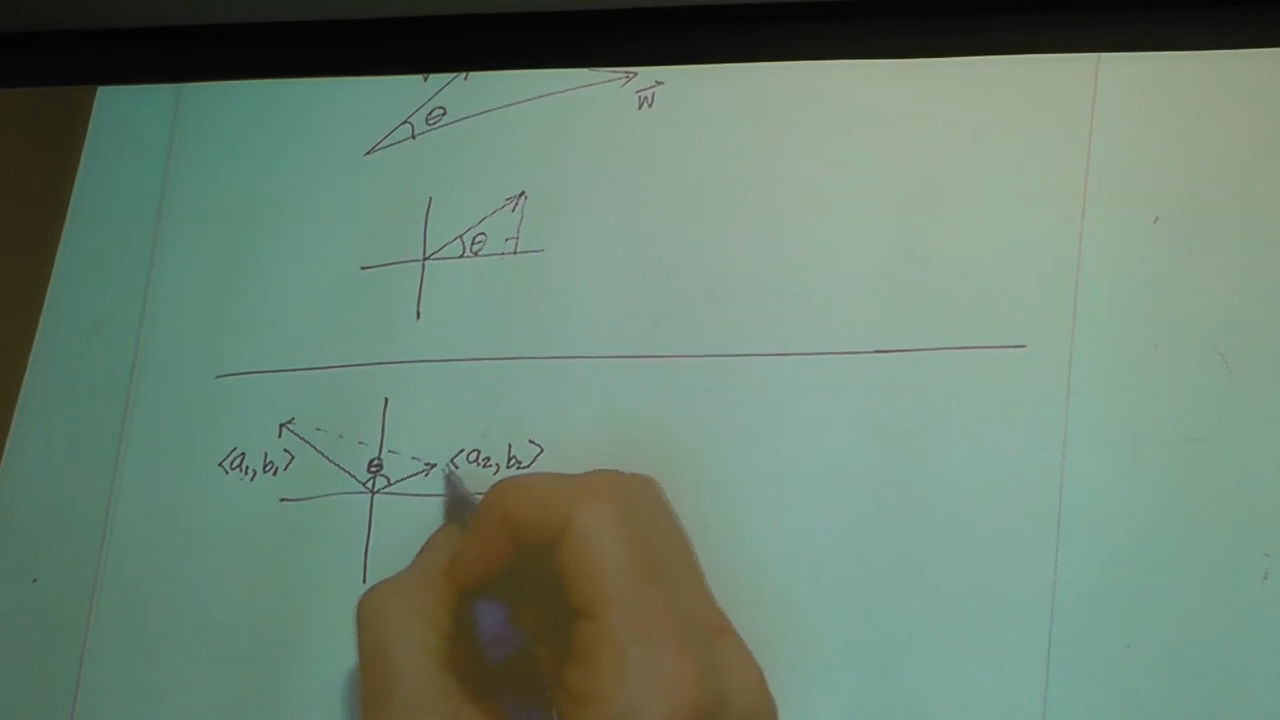 θ
w⃗
θ
<a₁, b₁>
θ
<a₂, b₂>